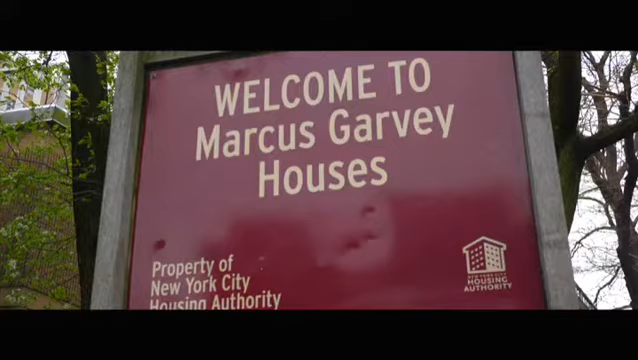 WELCOME TO
Marcus Garvey
Houses
Property of
New York City
Housing Authority
NEW YORK CITY
HOUSING
AUTHORITY